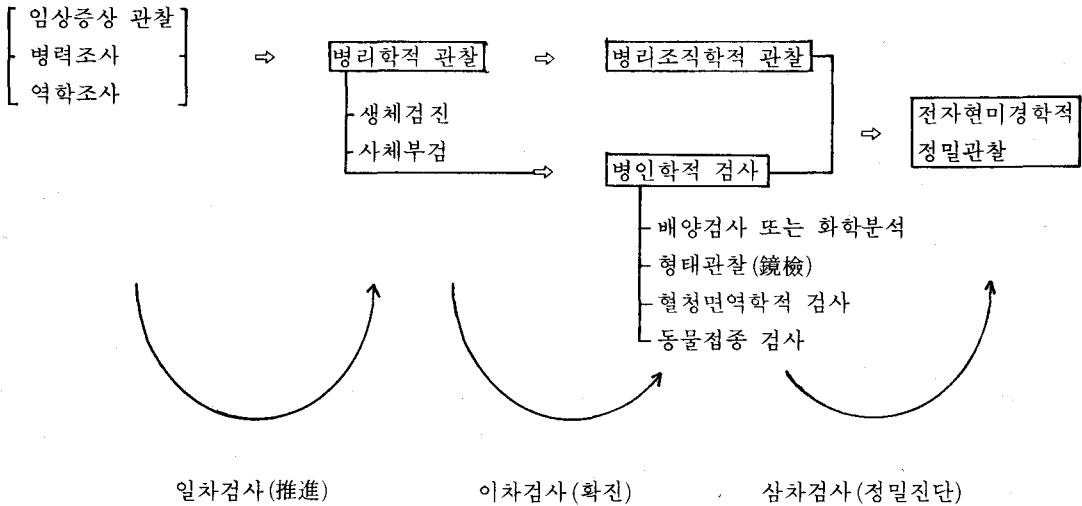 임상증상 관찰
병력조사
역학조사
⇨
병리학적 관찰
생체검진
사체부검
⇨
병리조직학적 관찰
⇨
병인학적 검사
배양검사 또는 화학분석
형태관찰(鏡檢)
혈청면역학적 검사
동물접종 검사
⇨
전자현미경학적
정밀관찰
일차검사(推進)
이차검사(확진)
삼차검사(정밀진단)